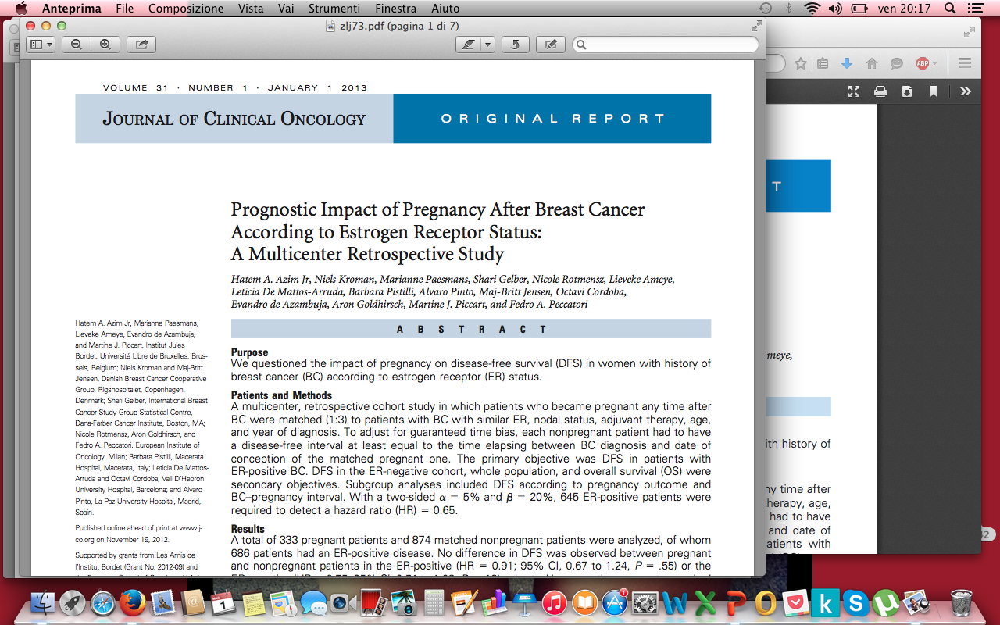 Anteprima File Composizione Vista Vai Strumenti Finestra Aiuto
ven 20:17
zlj73.pdf (pagina 1 di 7)
ABP
VOLUME 31 · NUMBER 1 · JANUARY 1 2013
JOURNAL OF CLINICAL ONCOLOGY
ORIGINAL REPORT
T
Prognostic Impact of Pregnancy After Breast Cancer
According to Estrogen Receptor Status:
A Multicenter Retrospective Study
Hatem A. Azim Jr, Niels Kroman, Marianne Paesmans, Shari Gelber, Nicole Rotmensz, Lieveke Ameye,
Leticia De Mattos-Arruda, Barbara Pistilli, Alvaro Pinto, Maj-Britt Jensen, Octavi Cordoba,
Evandro de Azambuja, Aron Goldhirsch, Martine J. Piccart, and Fedro A. Peccatori
Hatem A. Azim Jr, Marianne Paesmans,
Lieveke Ameye, Evandro de Azambuja,
and Martine J. Piccart, Institut Jules
Bordet, Université Libre de Bruxelles, Brus-
sels, Belgium; Niels Kroman and Maj-Britt
Jensen, Danish Breast Cancer Cooperative
Group, Rigshospitalet, Copenhagen,
Denmark; Shari Gelber, International Breast
Cancer Study Group Statistical Centre,
Dana-Farber Cancer Institute, Boston, MA;
Nicole Rotmensz, Aron Goldhirsch, and
Fedro A. Peccatori, European Institute of
Oncology, Milan; Barbara Pistilli, Macerata
Hospital, Macerata, Italy; Leticia De Mattos-
Arruda and Octavi Cordoba, Vall D'Hebron
University Hospital, Barcelona; and Alvaro
Pinto, La Paz University Hospital, Madrid,
Spain.
Published online ahead of print at www.j-
co.org on November 19, 2012.
Supported by grants from Les Amis de
l'Institut Bordet (Grant No. 2012-09) and
ABSTRACT
Purpose
We questioned the impact of pregnancy on disease-free survival (DFS) in women with history of
breast cancer (BC) according to estrogen receptor (ER) status.
Patients and Methods
A multicenter, retrospective cohort study in which patients who became pregnant any time after
BC were matched (1:3) to patients with BC with similar ER, nodal status, adjuvant therapy, age,
and year of diagnosis. To adjust for guaranteed time bias, each nonpregnant patient had to have
a disease-free interval at least equal to the time elapsing between BC diagnosis and date of
conception of the matched pregnant one. The primary objective was DFS in patients with
ER-positive BC. DFS in the ER-negative cohort, whole population, and overall survival (OS) were
secondary objectives. Subgroup analyses included DFS according to pregnancy outcome and
BC–pregnancy interval. With a two-sided α = 5% and β = 20%, 645 ER-positive patients were
required to detect a hazard ratio (HR) = 0.65.
Results
A total of 333 pregnant patients and 874 matched nonpregnant patients were analyzed, of whom
686 patients had an ER-positive disease. No difference in DFS was observed between pregnant
and nonpregnant patients in the ER-positive (HR = 0.91; 95% CI, 0.67 to 1.24, P = .55) or the
meye,
ith history of
ny time after
herapy, age,
had to have
and date of
atients with
42
1
1